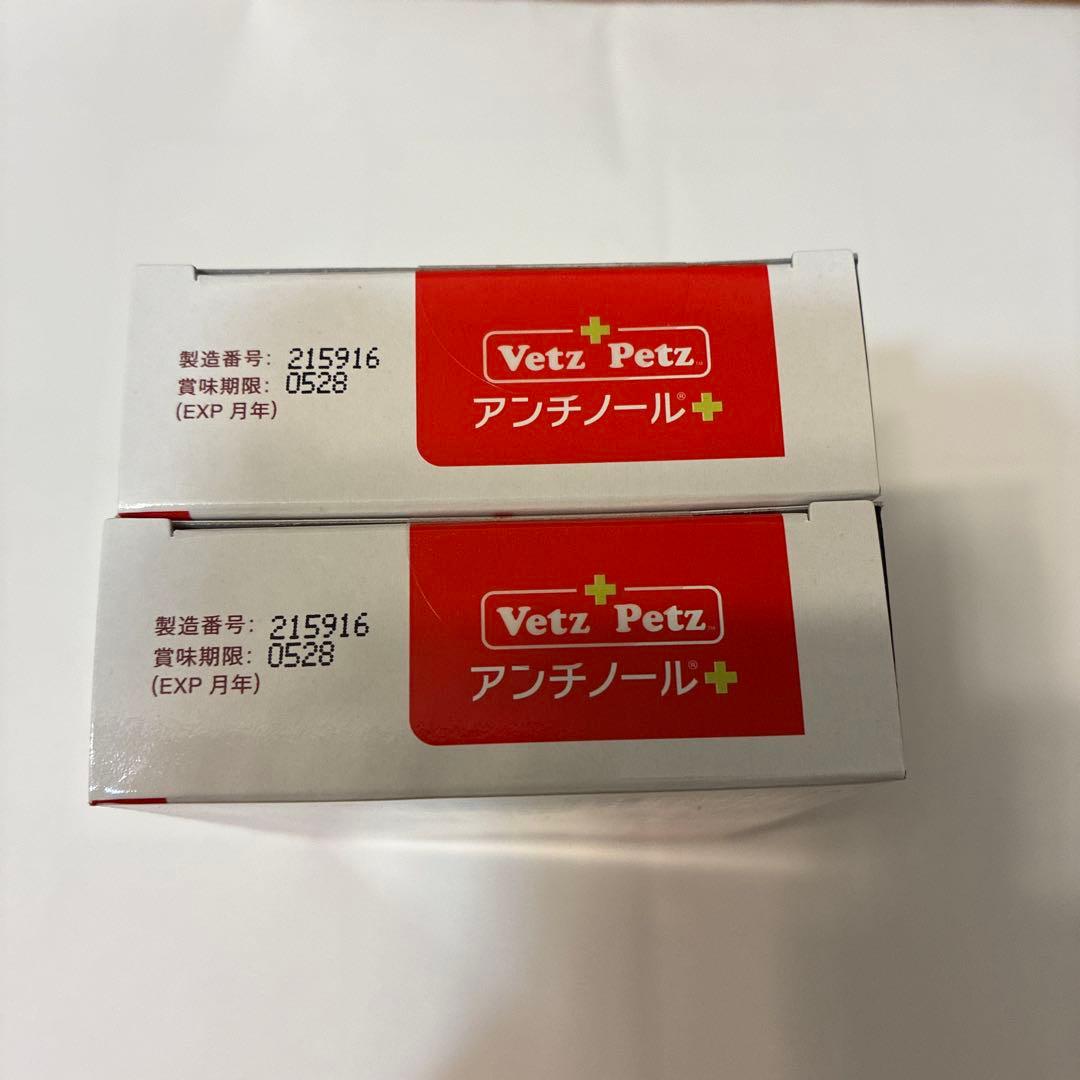 製造番号: 215916
賞味期限: 0528
(EXP 月年)
Vetz Petz™
アンチノール®+
製造番号: 215916
賞味期限: 0528
(EXP 月年)
Vetz Petz™
アンチノール®+